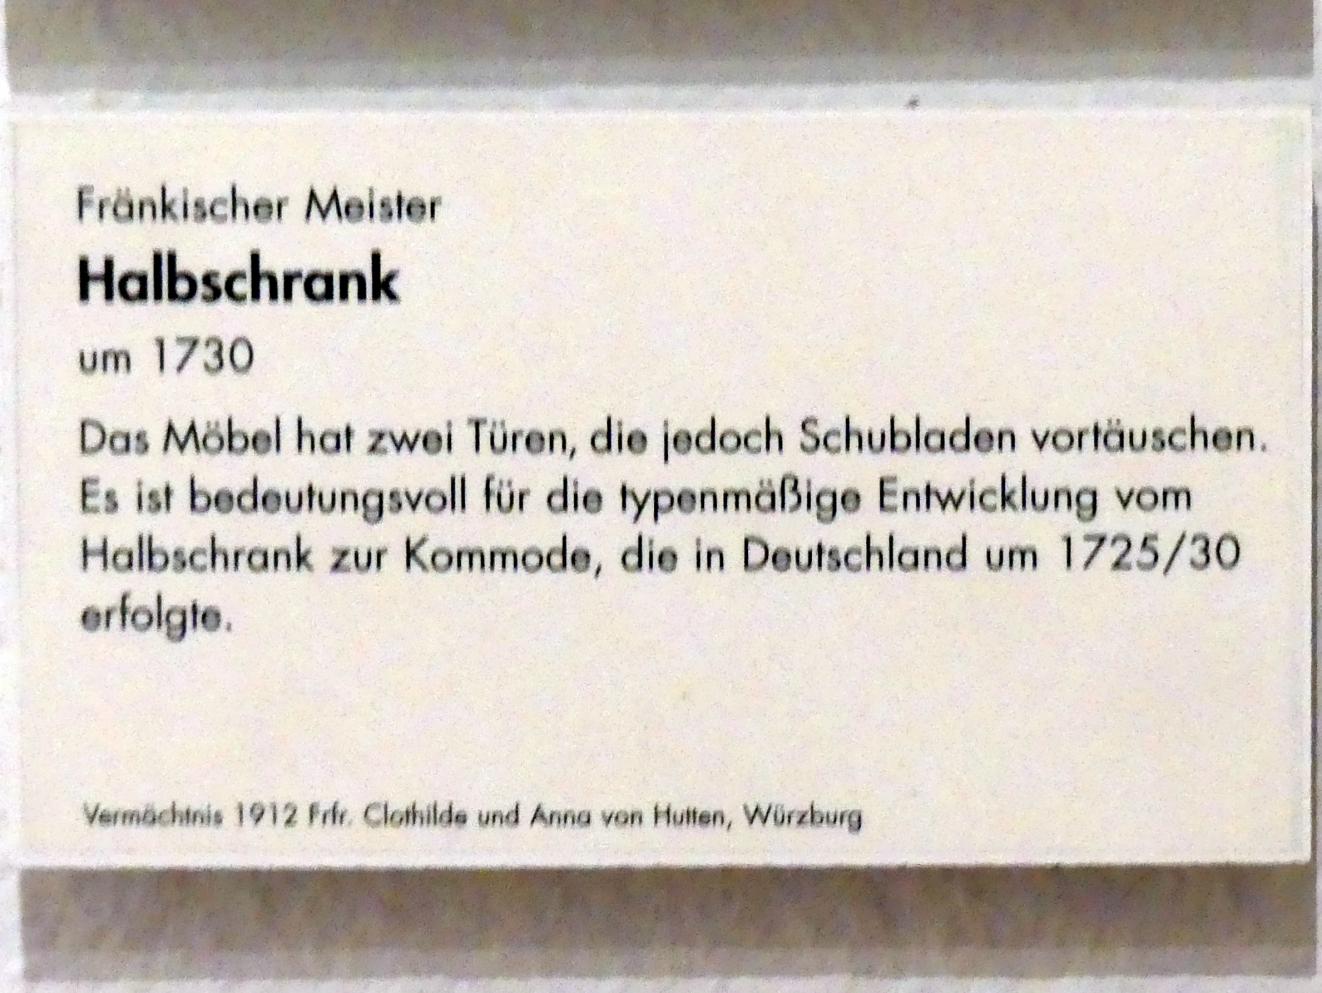 Fränkischer Meister
Halbschrank
um 1730
Das Möbel hat zwei Türen, die jedoch Schubladen vortäuschen.
Es ist bedeutungsvoll für die typenmäßige Entwicklung vom
Halbschrank zur Kommode, die in Deutschland um 1725/30
erfolgte.
Vermächtnis 1912 Frfr. Clothilde und Anna von Hutten, Würzburg